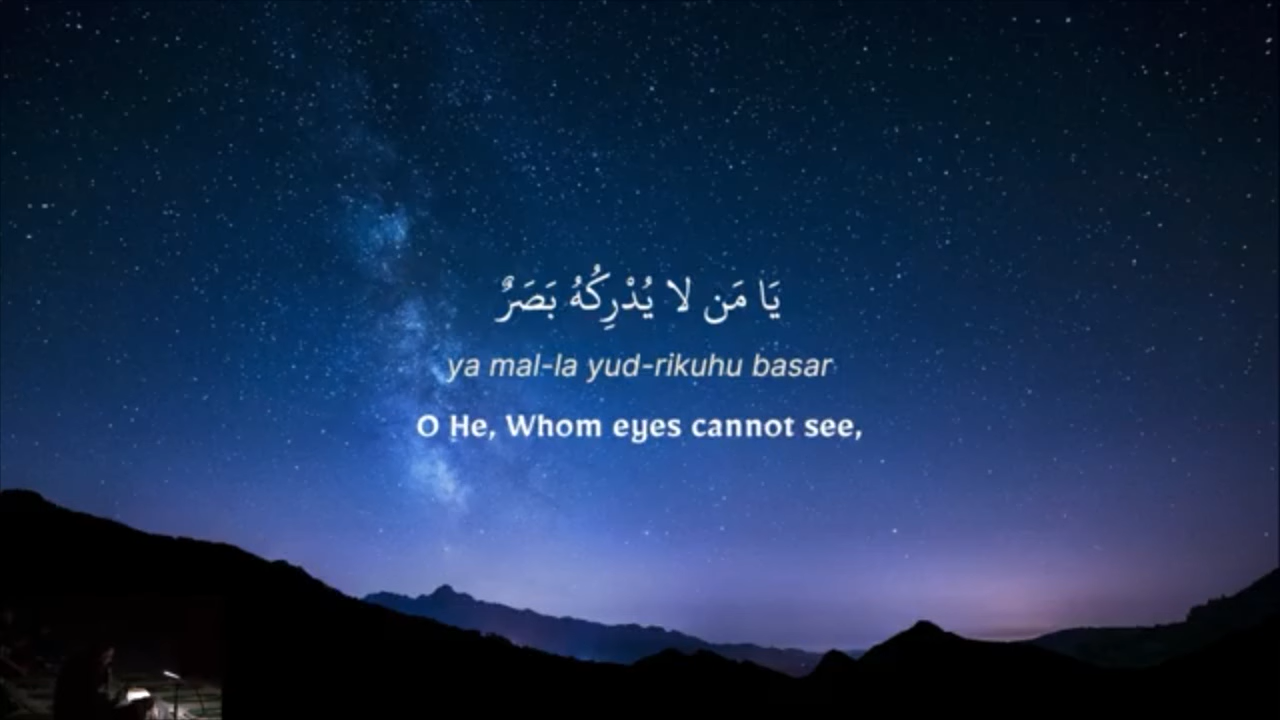 يَا مَن لا يُدْرِكُهُ بَصَرٌ
ya mal-la yud-rikuhu basar
O He, Whom eyes cannot see,